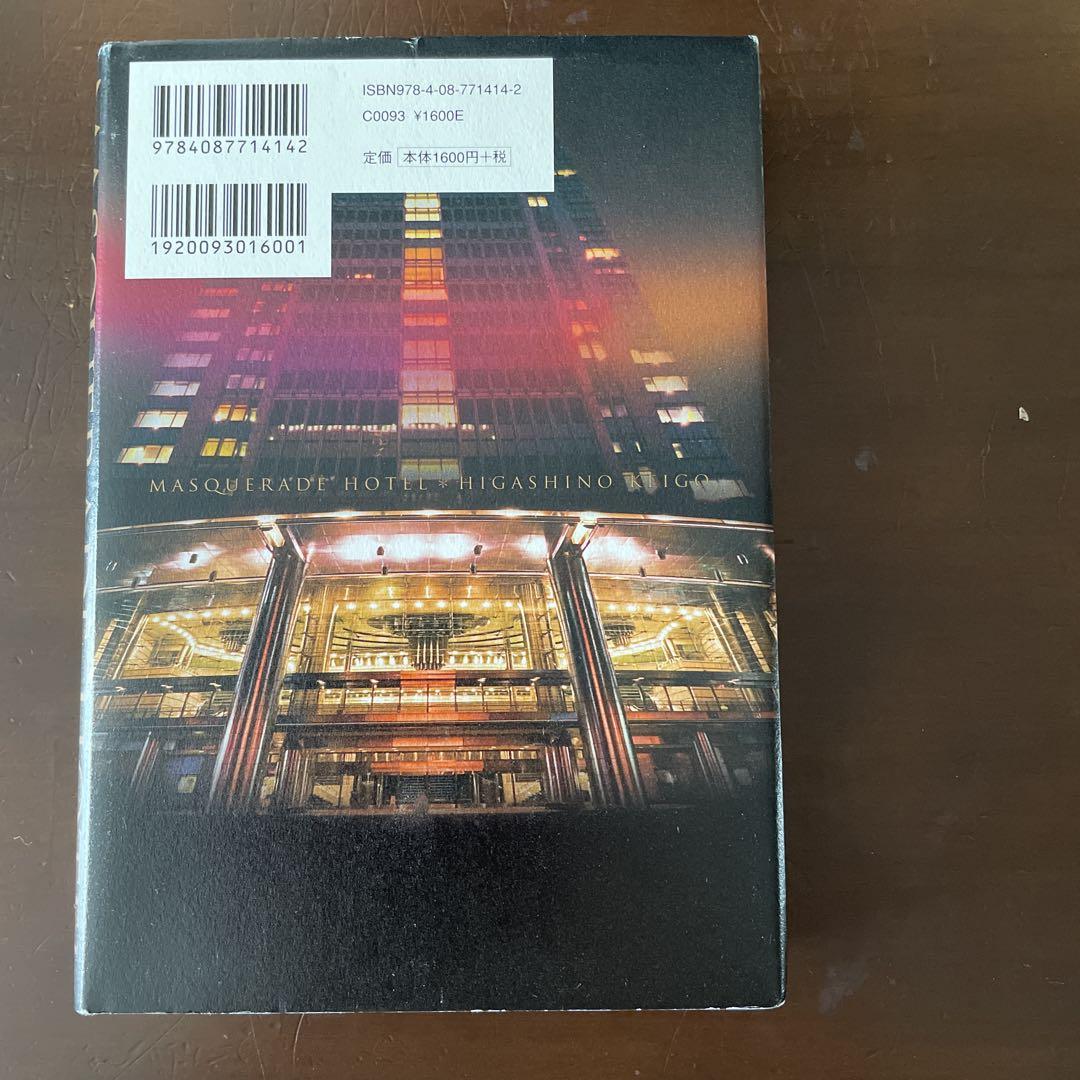 ISBN978-4-08-771414-2
C0093 ¥1600E
定価 本体1600円+税
9784087714142
1920093016001
MASQUERADE HOTEL * HIGASHINO KEIGO